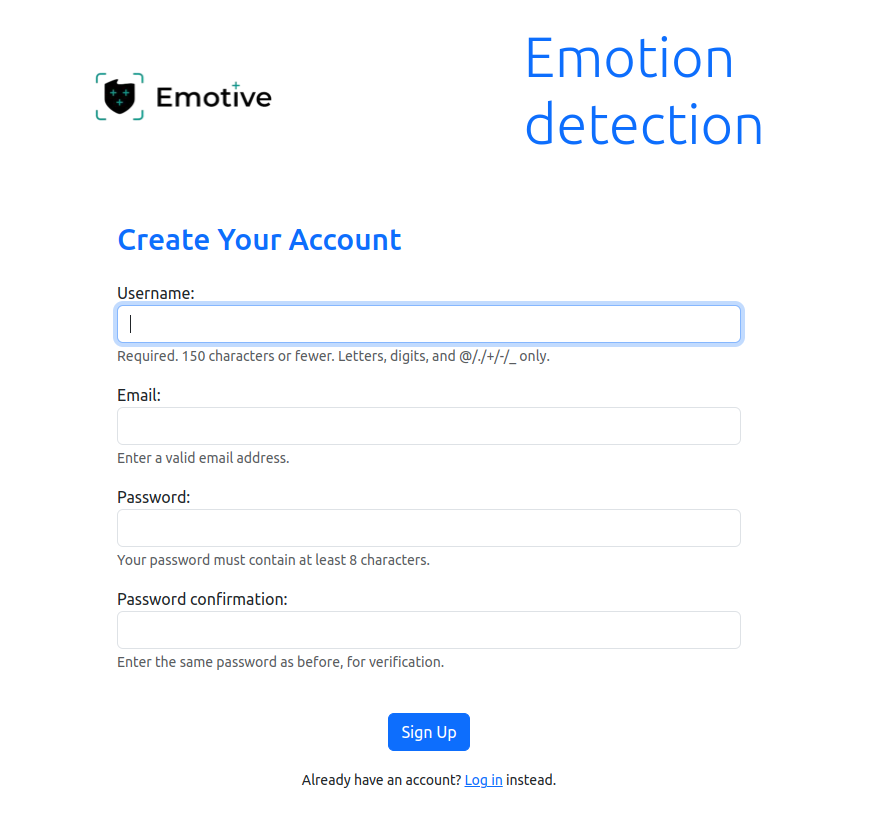 Emotive
Emotion
detection
Create Your Account
Username:
Required. 150 characters or fewer. Letters, digits, and @/./+/-/_ only.
Email:
Enter a valid email address.
Password:
Your password must contain at least 8 characters.
Password confirmation:
Enter the same password as before, for verification.
Sign Up
Already have an account? Log in instead.